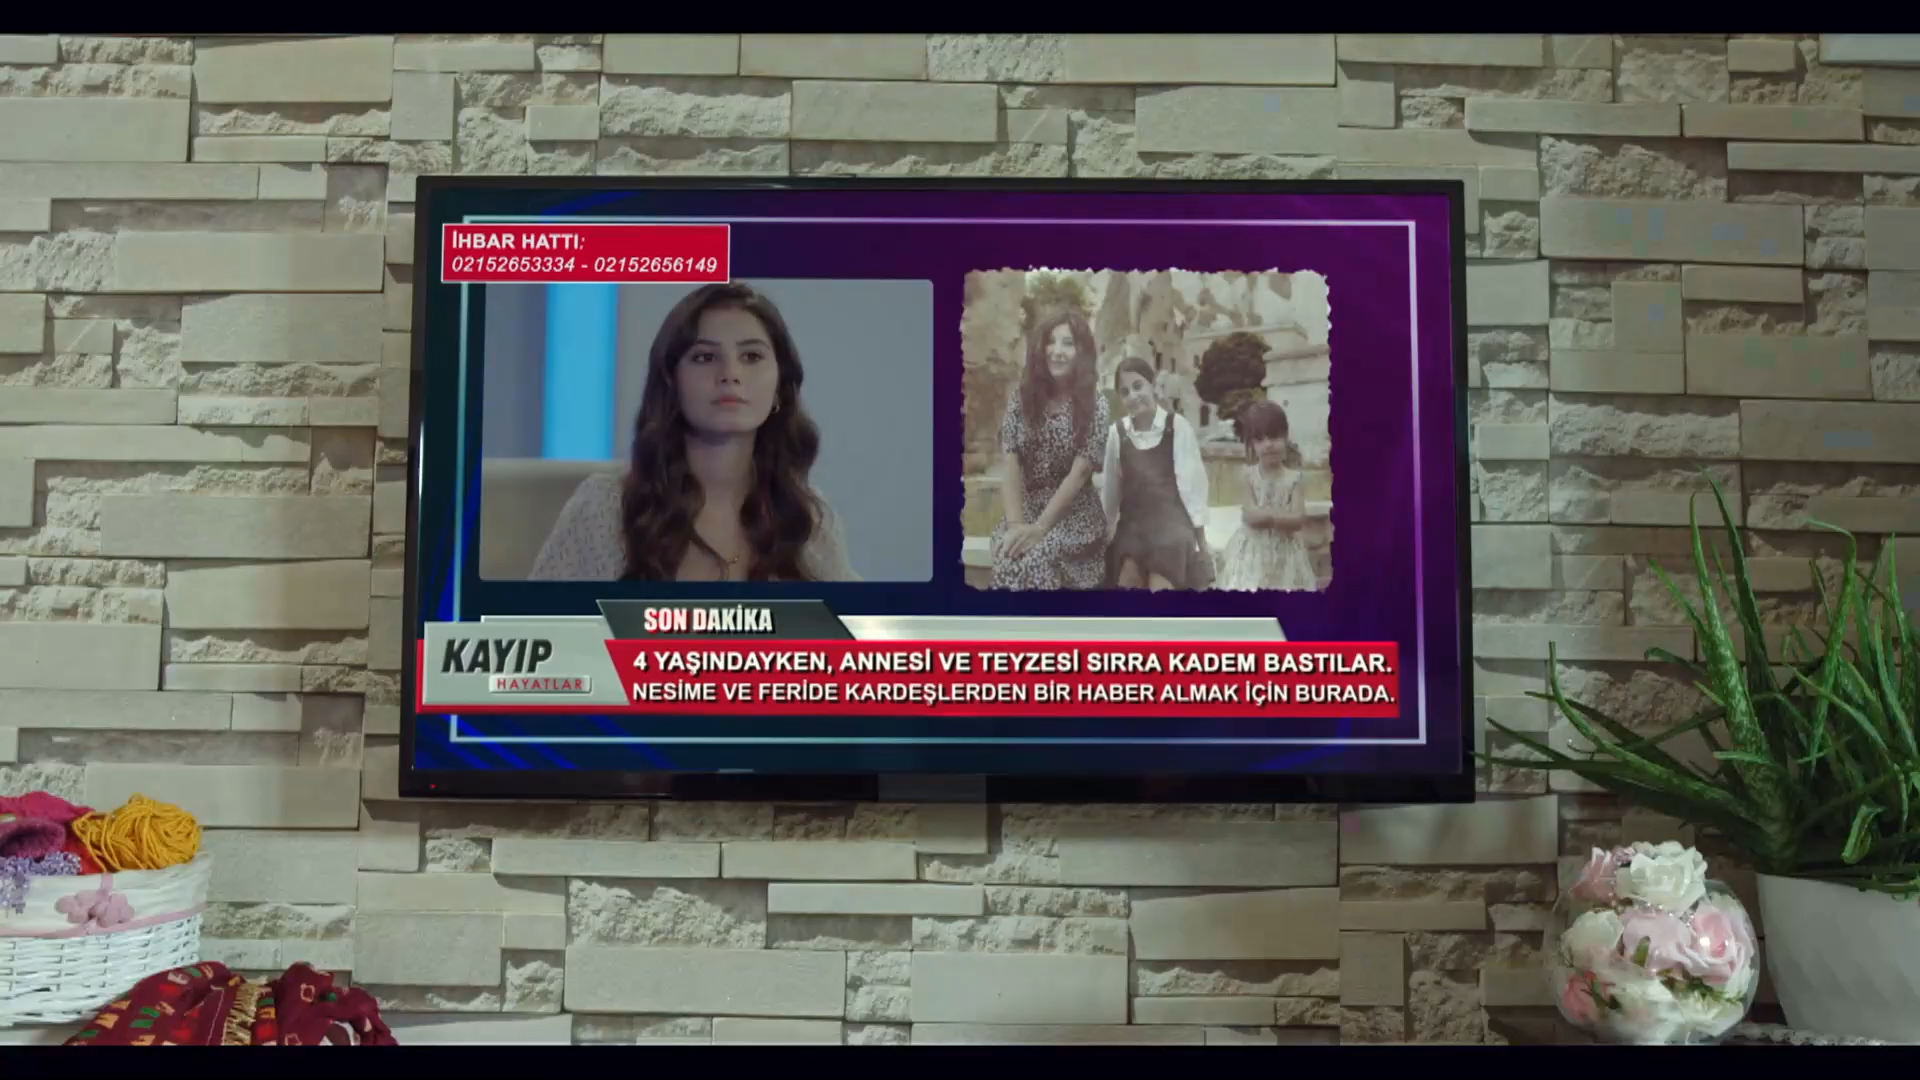 İHBAR HATTI:
02152653334 - 02152656149
SON DAKİKA
KAYIP
HAYATLAR
4 YAŞINDAYKEN, ANNESİ VE TEYZESİ SIRRA KADEM BASTILAR.
NESİME VE FERİDE KARDEŞLERDEN BİR HABER ALMAK İÇİN BURADA.